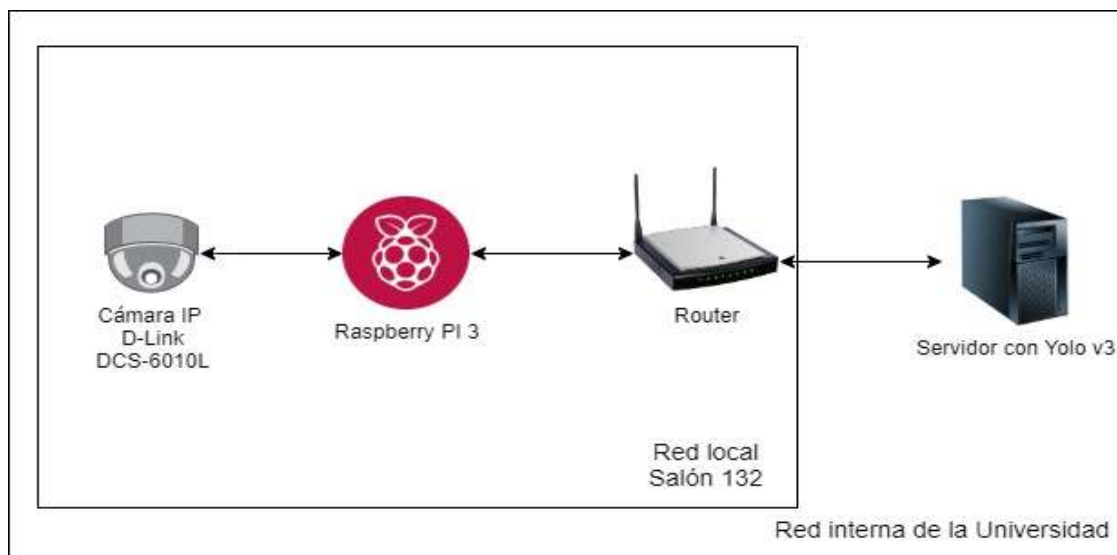 Cámara IP
D-Link
DCS-6010L
Raspberry PI 3
Router
Servidor con Yolo v3
Red local
Salón 132
Red interna de la Universidad